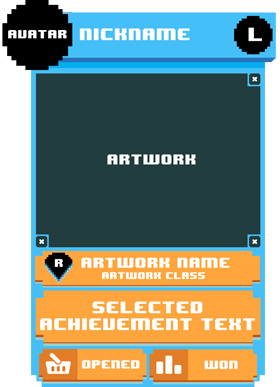 AVATAR
NICKNAME
L
ARTWORK
R
ARTWORK NAME
ARTWORK CLASS
SELECTED
ACHIEVEMENT TEXT
OPENED
WON